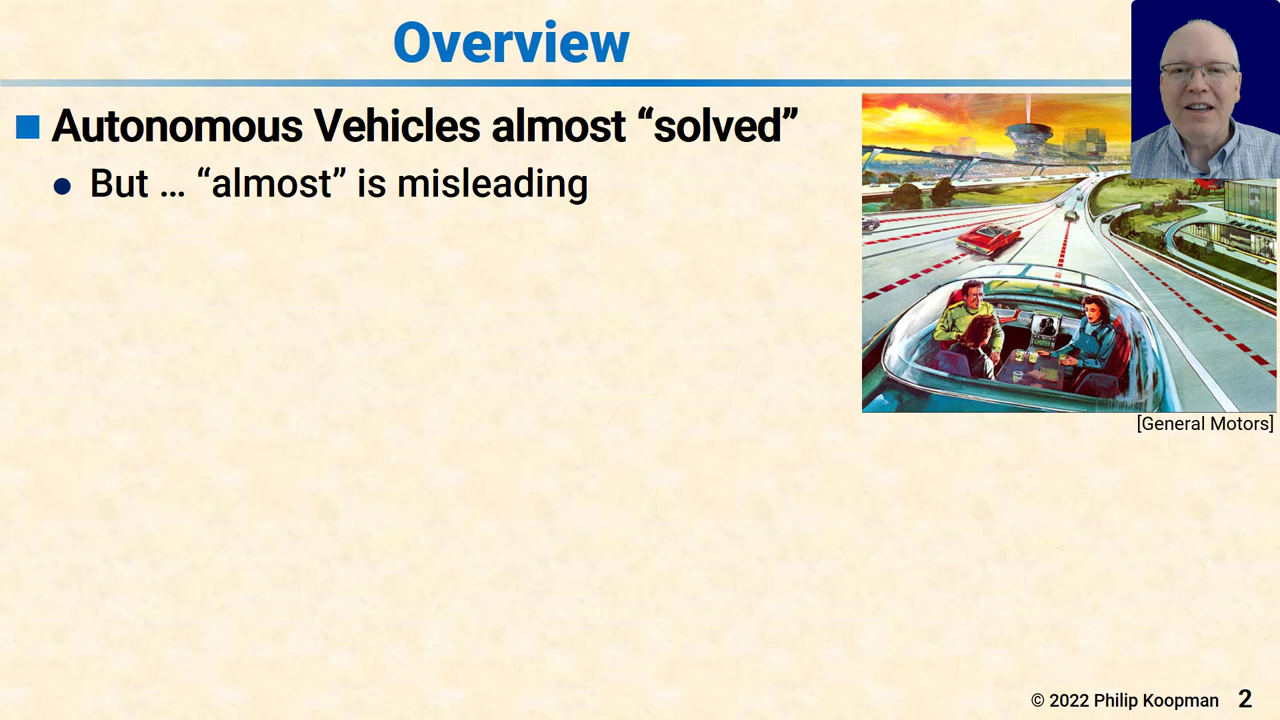 Overview
Autonomous Vehicles almost “solved”
But … “almost” is misleading
[General Motors]
© 2022 Philip Koopman 2